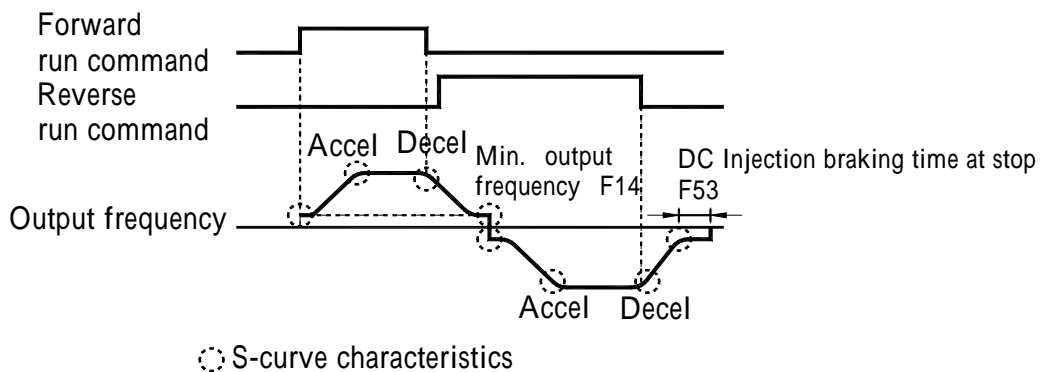 Forward
run command
Reverse
run command
Accel Decel
Min. output
frequency F14
DC Injection braking time at stop
F53
Output frequency
Accel Decel
S-curve characteristics